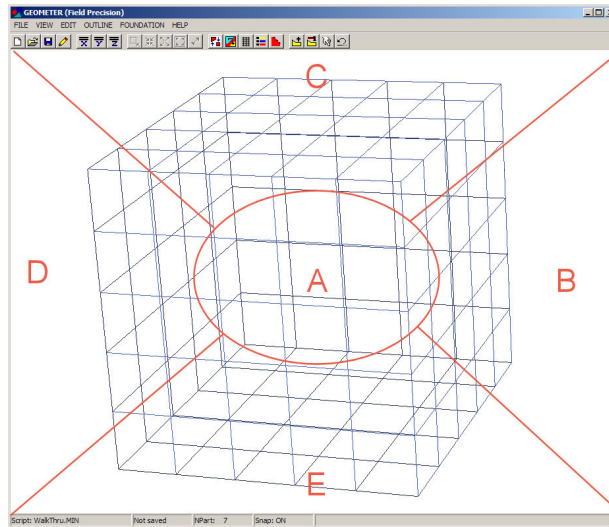 GEOMETER (Field Precision)
FILE VIEW EDIT OUTLINE FOUNDATION HELP
C
D
A
B
E
Script: WalkThru.MIN Not saved NPart: 7 Snap: ON